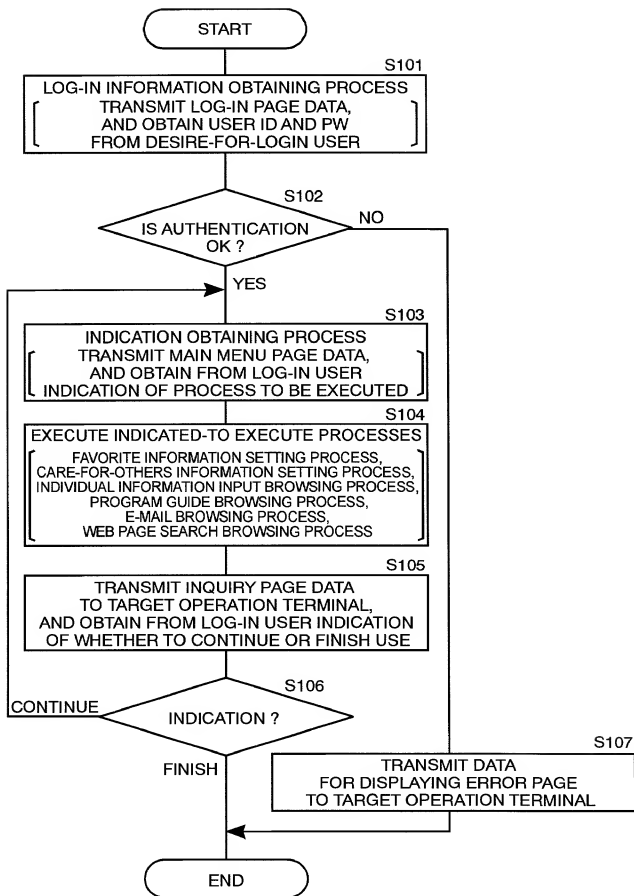 START
S101
LOG-IN INFORMATION OBTAINING PROCESS
TRANSMIT LOG-IN PAGE DATA,
AND OBTAIN USER ID AND PW
FROM DESIRE-FOR-LOGIN USER
S102
IS AUTHENTICATION
OK ?
NO
YES
S103
INDICATION OBTAINING PROCESS
TRANSMIT MAIN MENU PAGE DATA,
AND OBTAIN FROM LOG-IN USER
INDICATION OF PROCESS TO BE EXECUTED
S104
EXECUTE INDICATED-TO EXECUTE PROCESSES
FAVORITE INFORMATION SETTING PROCESS,
CARE-FOR-OTHERS INFORMATION SETTING PROCESS,
INDIVIDUAL INFORMATION INPUT BROWSING PROCESS,
PROGRAM GUIDE BROWSING PROCESS,
E-MAIL BROWSING PROCESS,
WEB PAGE SEARCH BROWSING PROCESS
S105
TRANSMIT INQUIRY PAGE DATA
TO TARGET OPERATION TERMINAL,
AND OBTAIN FROM LOG-IN USER INDICATION
OF WHETHER TO CONTINUE OR FINISH USE
S106
CONTINUE
INDICATION ?
FINISH
S107
TRANSMIT DATA
FOR DISPLAYING ERROR PAGE
TO TARGET OPERATION TERMINAL
END